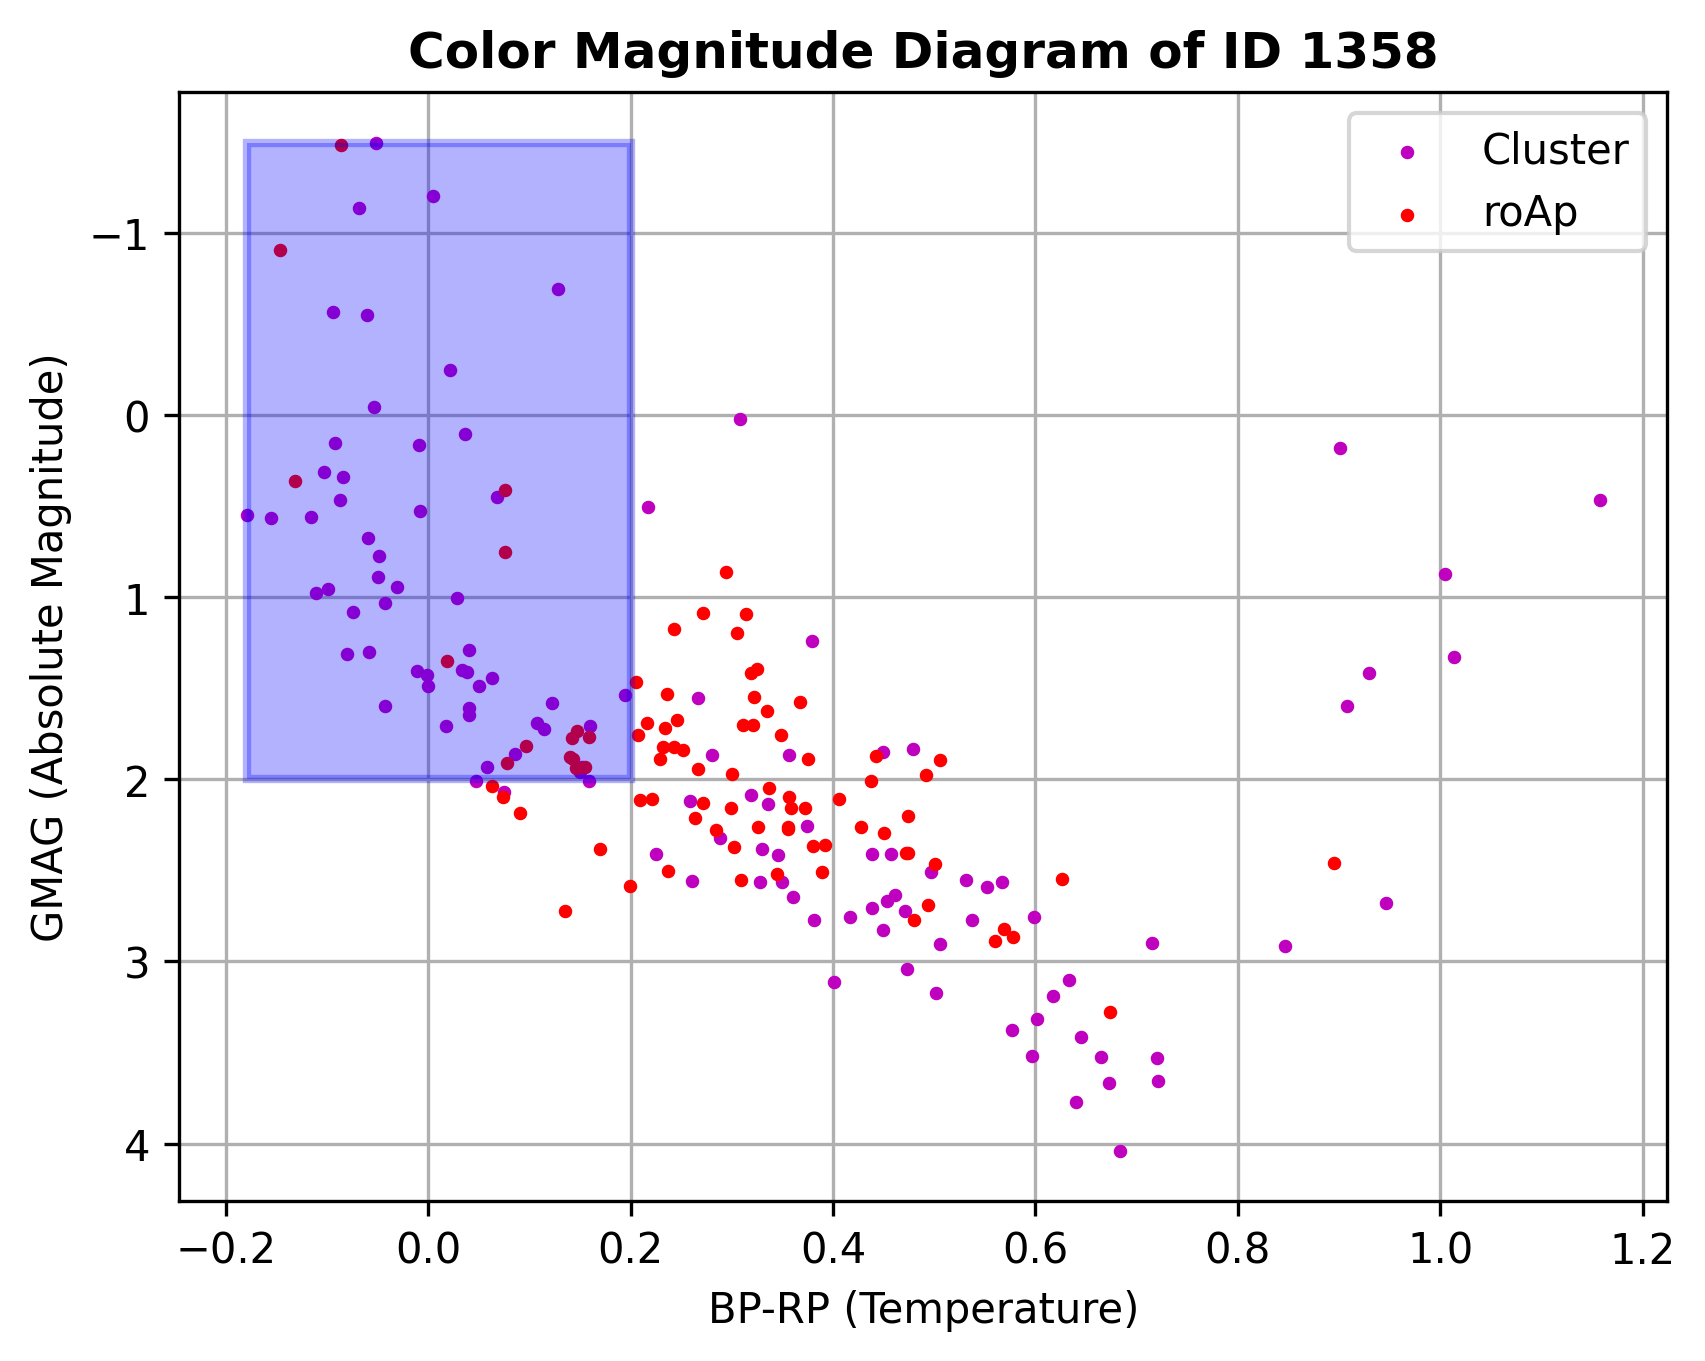 Color Magnitude Diagram of ID 1358
Cluster
roAp
GMAG (Absolute Magnitude)
−1
0
1
2
3
4
−0.2 0.0 0.2 0.4 0.6 0.8 1.0 1.2
BP-RP (Temperature)